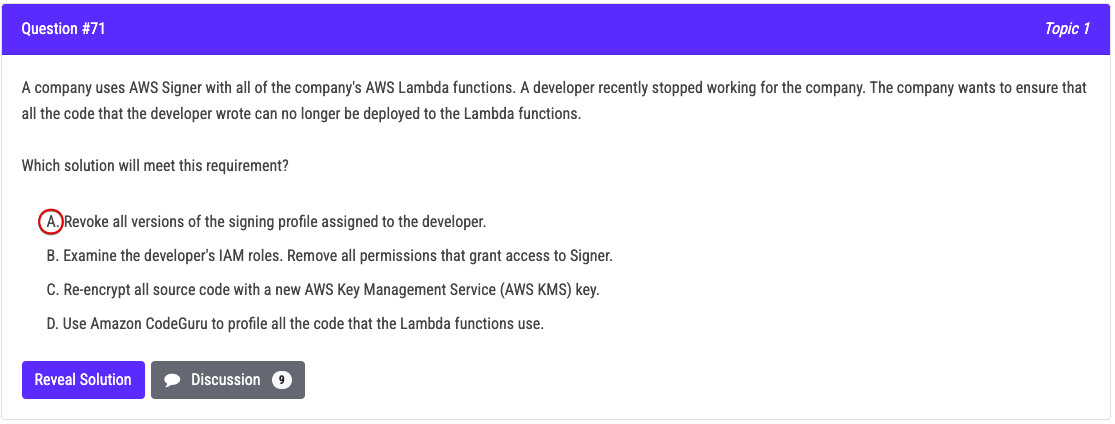 Question #71
Topic 1
A company uses AWS Signer with all of the company's AWS Lambda functions. A developer recently stopped working for the company. The company wants to ensure that
all the code that the developer wrote can no longer be deployed to the Lambda functions.
Which solution will meet this requirement?
A. Revoke all versions of the signing profile assigned to the developer.
B. Examine the developer's IAM roles. Remove all permissions that grant access to Signer.
C. Re-encrypt all source code with a new AWS Key Management Service (AWS KMS) key.
D. Use Amazon CodeGuru to profile all the code that the Lambda functions use.
Reveal Solution
Discussion 9